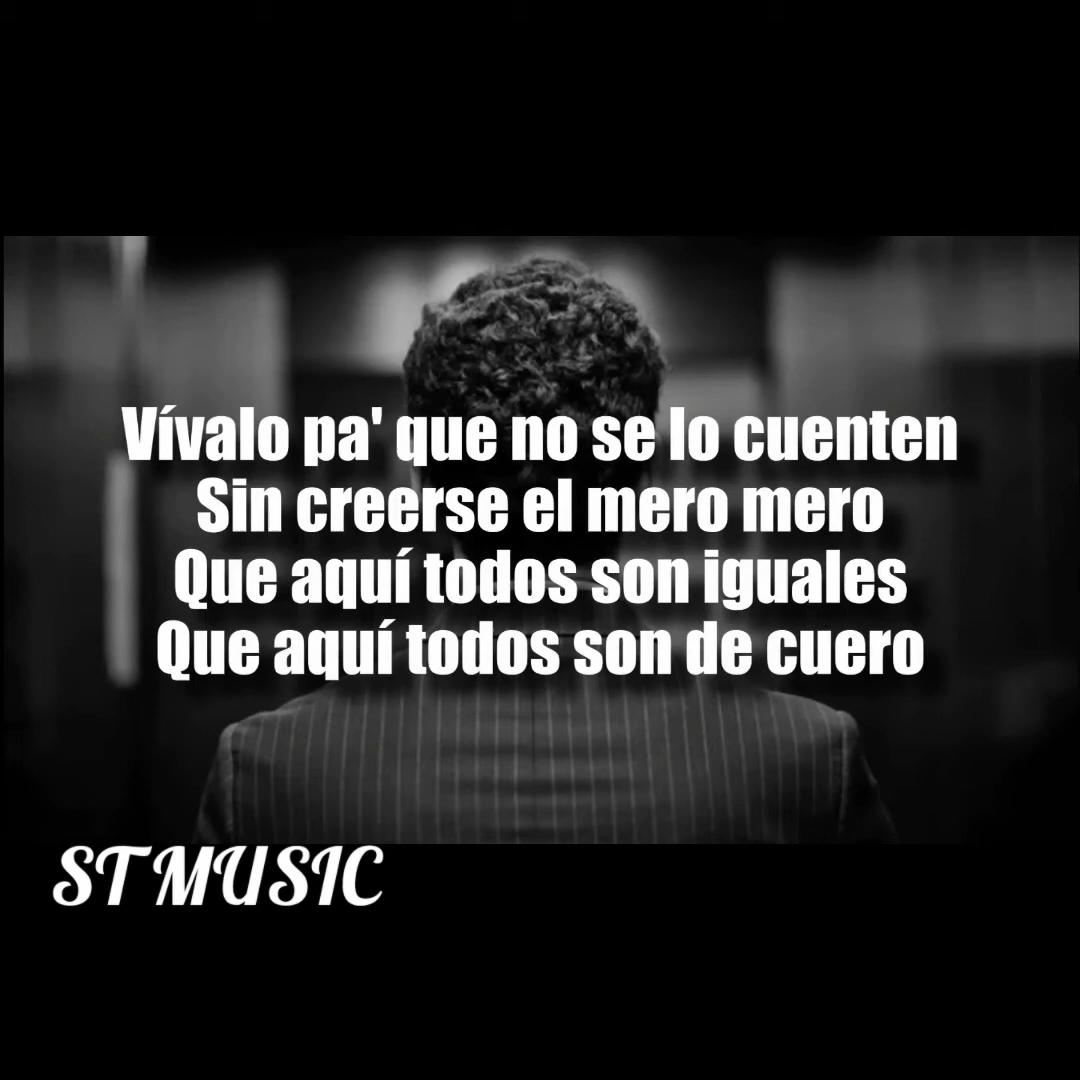 Vívalo pa' que no se lo cuenten
Sin creerse el mero mero
Que aquí todos son iguales
Que aquí todos son de cuero
ST MUSIC